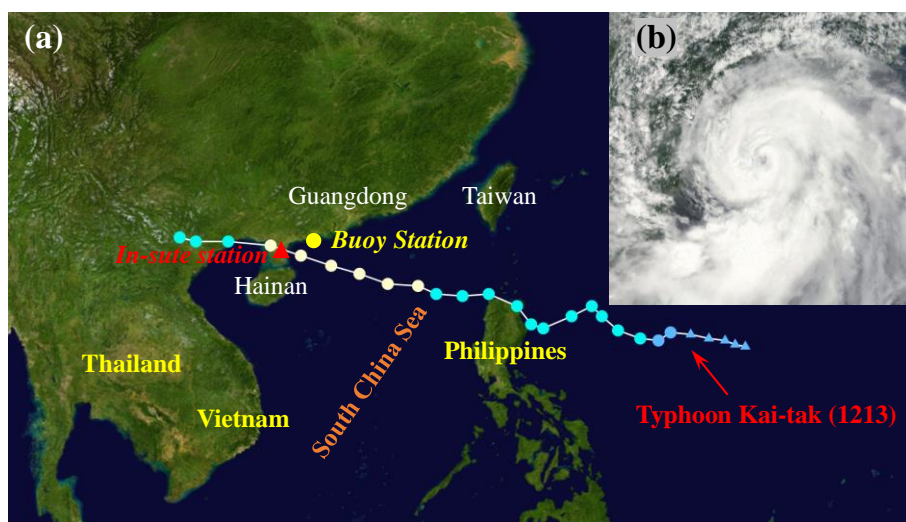 (a)
(b)
Guangdong
Taiwan
In-sute station
Buoy Station
Hainan
Thailand
Vietnam
South China Sea
Philippines
Typhoon Kai-tak (1213)